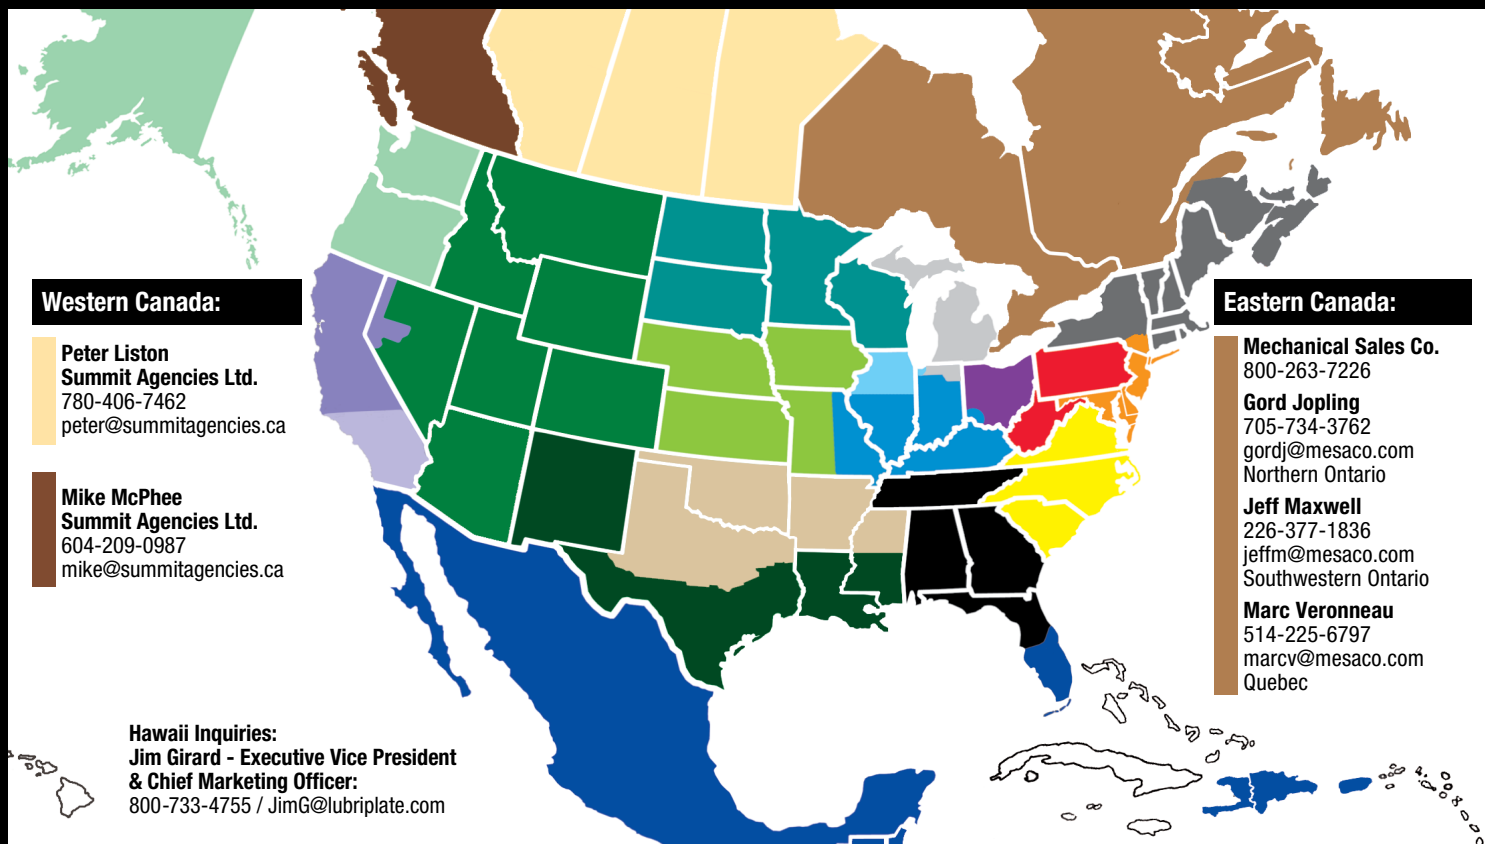 Western Canada:
Peter Liston
Summit Agencies Ltd.
780-406-7462
peter@summitagencies.ca
Mike McPhee
Summit Agencies Ltd.
604-209-0987
mike@summitagencies.ca
Hawaii Inquiries:
Jim Girard - Executive Vice President
& Chief Marketing Officer:
800-733-4755 / JimG@lubriplate.com
Eastern Canada:
Mechanical Sales Co.
800-263-7226
Gord Jopling
705-734-3762
gordj@mesaco.com
Northern Ontario
Jeff Maxwell
226-377-1836
jeffm@mesaco.com
Southwestern Ontario
Marc Veronneau
514-225-6797
marcv@mesaco.com
Quebec